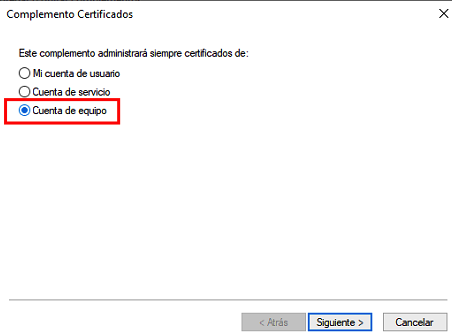 Complemento Certificados
Este complemento administrará siempre certificados de:
Mi cuenta de usuario
Cuenta de servicio
Cuenta de equipo
< Atrás
Siguiente >
Cancelar